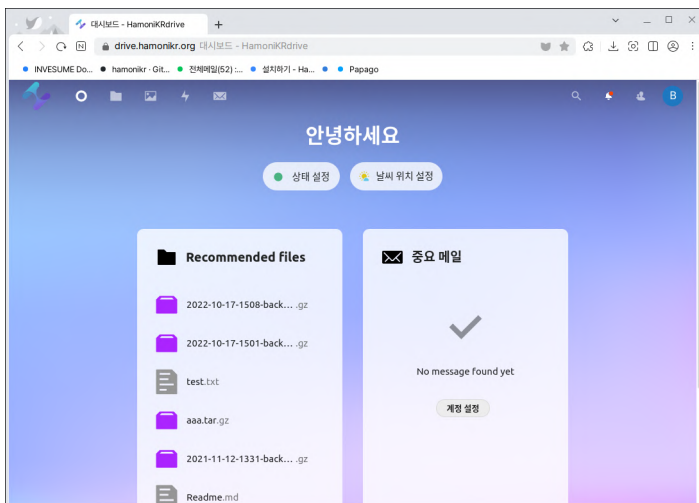 대시보드 - HamoniKRdrive
drive.hamonikr.org 대시보드 - HamoniKRdrive
INVESUME Do... hamonikr · Git... 전체메일(52) :... 설치하기 - Ha... Papago
B
안녕하세요
상태 설정 날씨 위치 설정
Recommended files
2022-10-17-1508-back... .gz
2022-10-17-1501-back... .gz
test.txt
aaa.tar.gz
2021-11-12-1331-back... .gz
Readme.md
중요 메일
No message found yet
계정 설정